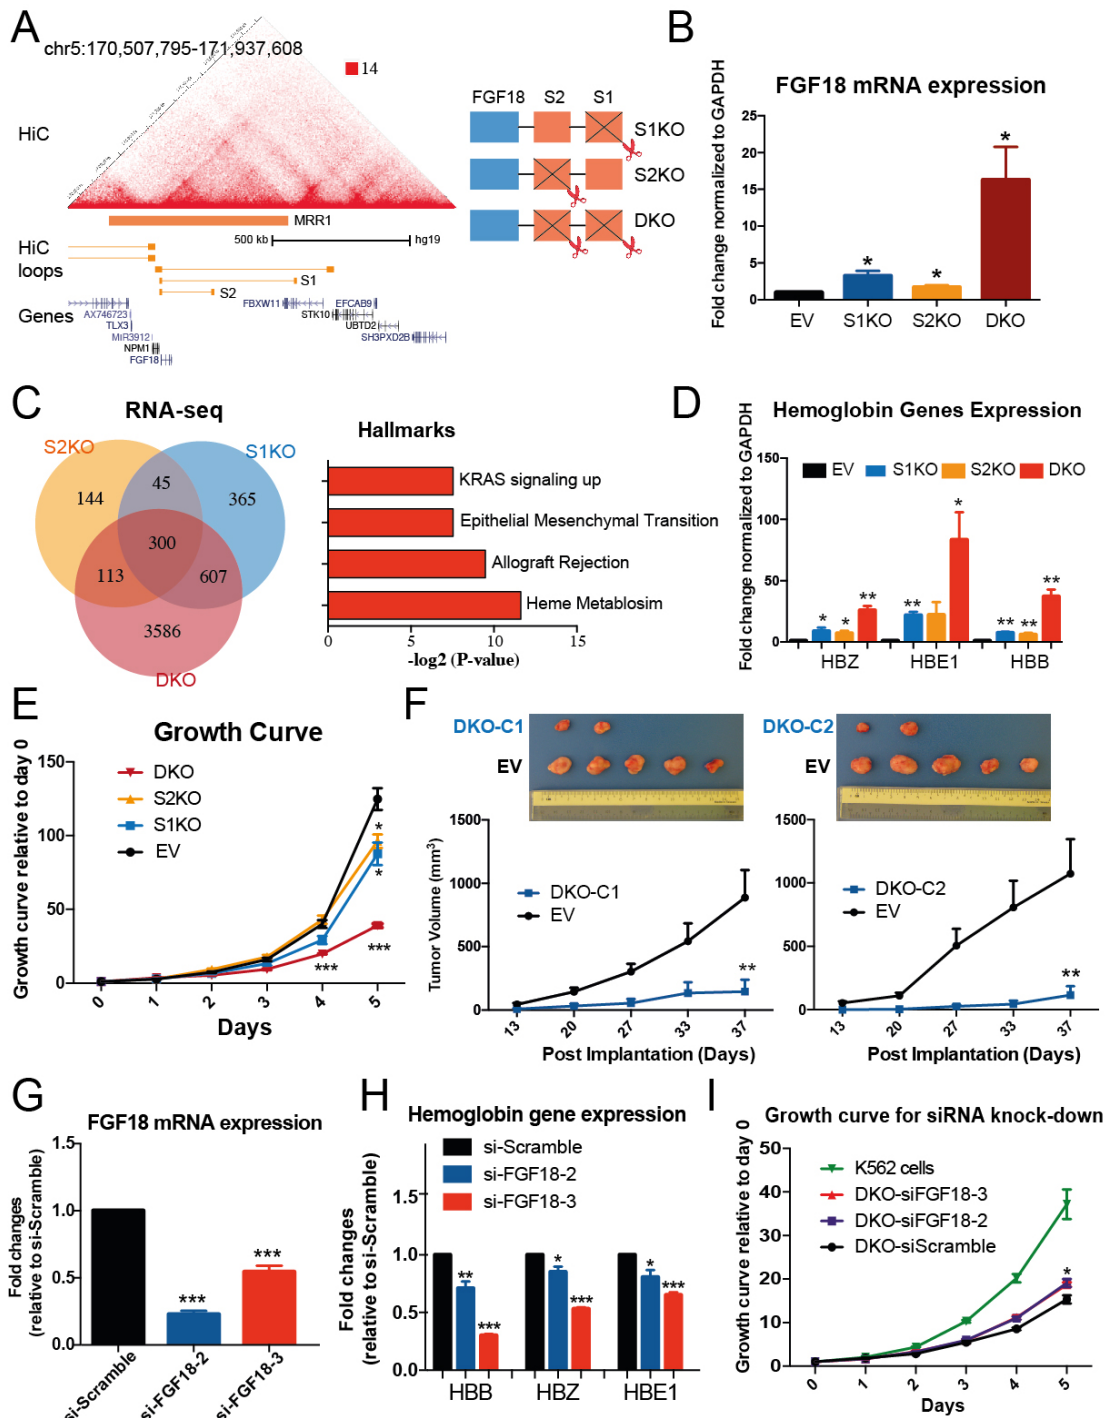 A
chr5:170,507,795-171,937,608
14
HiC
MRR1
500 kb
hg19
HiC
loops
S1
S2
Genes
AX746723
TLX3
MIR3912
NPM1
FGF18
FBXW11
EFCAB9
STK10
UBTD2
SH3PXD2B
FGF18 S2 S1
S1KO
S2KO
DKO
B
FGF18 mRNA expression
Fold change normalized to GAPDH
25
20
15
10
5
0
*
*
*
EV S1KO S2KO DKO
C
RNA-seq
S2KO
S1KO
144
45
365
300
113
607
3586
DKO
Hallmarks
KRAS signaling up
Epithelial Mesenchymal Transition
Allograft Rejection
Heme Metablosim
0 5 10 15
-log2 (P-value)
D
Hemoglobin Genes Expression
Fold change normalized to GAPDH
EV S1KO S2KO DKO
150
100
50
0
* * **
** *
** ** **
HBZ HBE1 HBB
E
Growth Curve
Growth curve relative to day 0
DKO
S2KO
S1KO
EV
150
100
50
0
*
*
***
***
0 1 2 3 4 5
Days
F
DKO-C1
EV
Tumor Volume (mm3)
1500
1000
500
0
DKO-C1
EV
**
13 20 27 33 37
Post Implantation (Days)
DKO-C2
EV
1500
1000
500
0
DKO-C2
EV
**
13 20 27 33 37
Post Implantation (Days)
G
FGF18 mRNA expression
Fold changes
(relative to si-Scramble)
1.5
1.0
0.5
0.0
***
***
si-Scramble
si-FGF18-2
si-FGF18-3
H
Hemoglobin gene expression
Fold changes
(relative to si-Scramble)
si-Scramble
si-FGF18-2
si-FGF18-3
1.5
1.0
0.5
0.0
** ***
* ***
* ***
HBB HBZ HBE1
I
Growth curve for siRNA knock-down
Growth curve relative to day 0
K562 cells
DKO-siFGF18-3
DKO-siFGF18-2
DKO-siScramble
50
40
30
20
10
0
*
0 1 2 3 4 5
Days